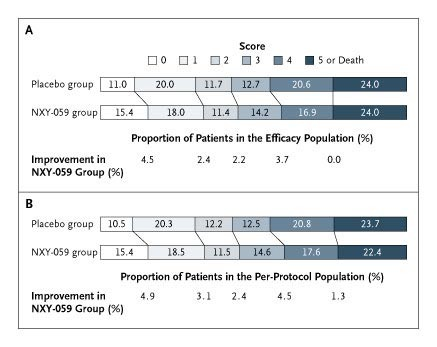 A
Score
0 1 2 3 4 5 or Death
Placebo group 11.0 20.0 11.7 12.7 20.6 24.0
NXY-059 group 15.4 18.0 11.4 14.2 16.9 24.0
Proportion of Patients in the Efficacy Population (%)
Improvement in 4.5 2.4 2.2 3.7 0.0
NXY-059 Group (%)
B
Placebo group 10.5 20.3 12.2 12.5 20.8 23.7
NXY-059 group 15.4 18.5 11.5 14.6 17.6 22.4
Proportion of Patients in the Per-Protocol Population (%)
Improvement in 4.9 3.1 2.4 4.5 1.3
NXY-059 Group (%)